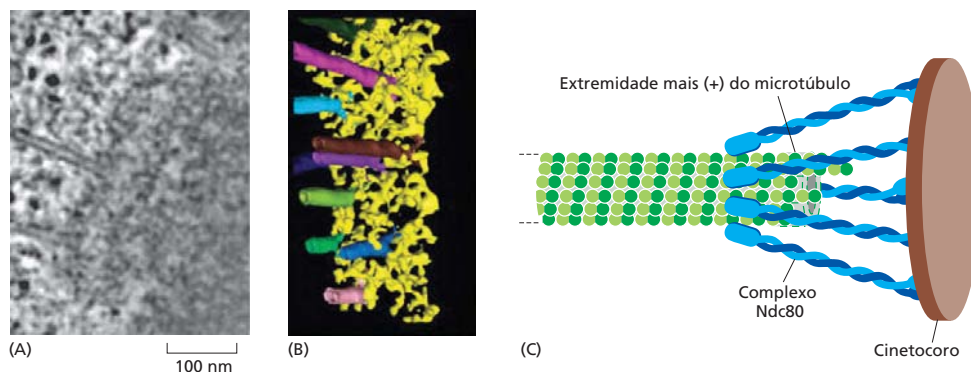 Extremidade mais (+) do microtúbulo
Complexo
Ndc80
Cinetocoro
(A)
100 nm
(B)
(C)